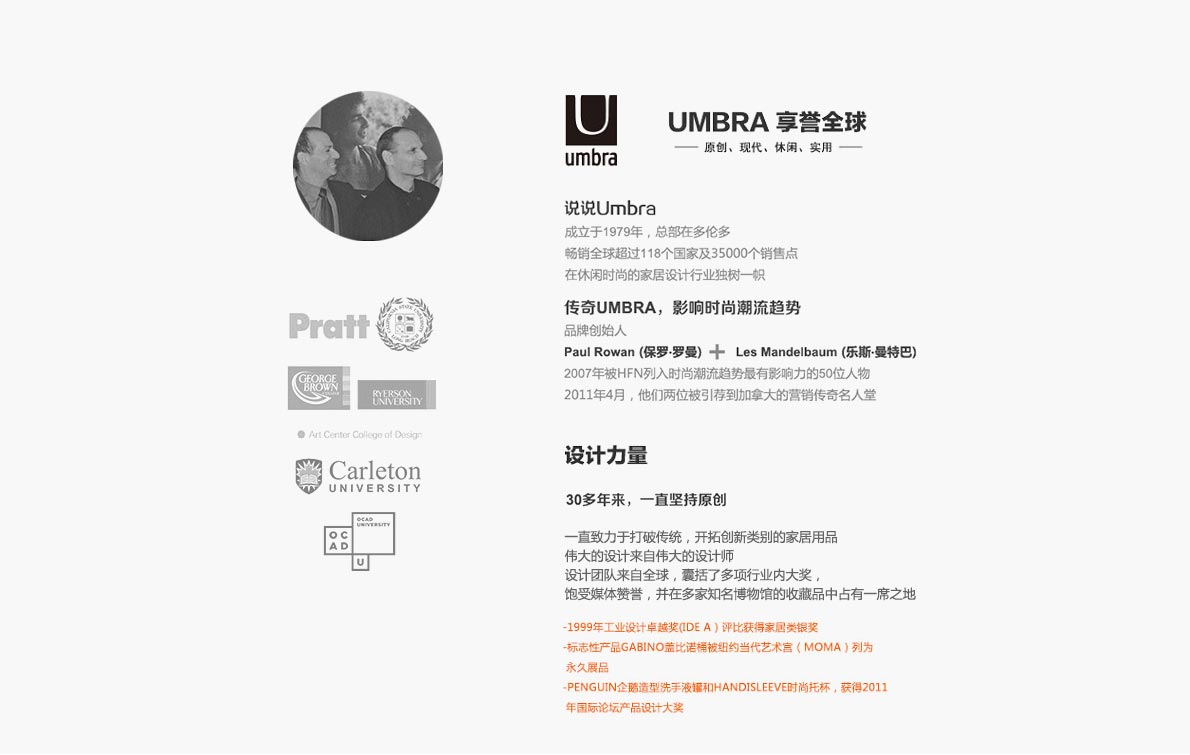 umbra
UMBRA 享誉全球
原创、现代、休闲、实用
说说Umbra
成立于1979年，总部在多伦多
畅销全球超过118个国家及35000个销售点
在休闲时尚的家居设计行业独树一帜
传奇UMBRA，影响时尚潮流趋势
品牌创始人
Paul Rowan (保罗·罗曼) + Les Mandelbaum (乐斯·曼特巴)
2007年被HFN列入时尚潮流趋势最有影响力的50位人物
2011年4月，他们两位被引荐到加拿大的营销传奇名人堂
Pratt
GEORGE
BROWN
RYERSON
UNIVERSITY
Art Center College of Design
Carleton
UNIVERSITY
OCAD
UNIVERSITY
OC
AD
U
设计力量
30多年来，一直坚持原创
一直致力于打破传统，开拓创新类别的家居用品
伟大的设计来自伟大的设计师
设计团队来自全球，囊括了多项行业内大奖，
饱受媒体赞誉，并在多家知名博物馆的收藏品中占有一席之地
-1999年工业设计卓越奖(IDE A）评比获得家居类银奖
-标志性产品GABINO盖比诺桶被纽约当代艺术宫（MOMA）列为
永久展品
-PENGUIN企鹅造型洗手液罐和HANDISLEEVE时尚托杯，获得2011
年国际论坛产品设计大奖